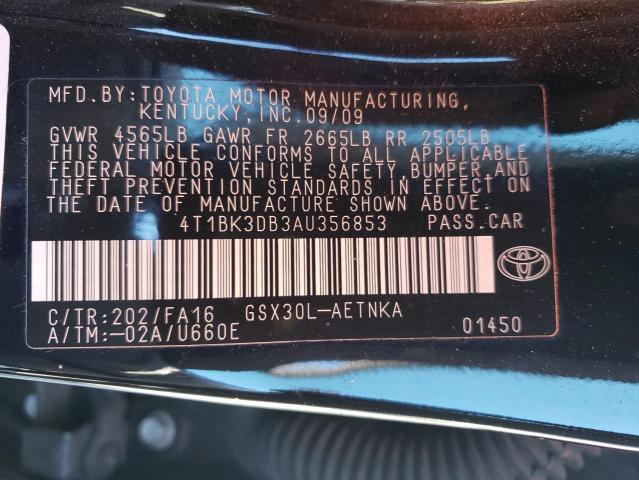 MFD.BY:TOYOTA MOTOR MANUFACTURING,
KENTUCKY,INC.09/09
GVWR 4565LB GAWR FR 2665LB RR 2505LB
THIS VEHICLE CONFORMS TO ALL APPLICABLE
FEDERAL MOTOR VEHICLE SAFETY,BUMPER,AND
THEFT PREVENTION STANDARDS IN EFFECT ON
THE DATE OF MANUFACTURE SHOWN ABOVE.
4T1BK3DB3AU356853 PASS.CAR
C/TR:202/FA16 GSX30L-AETNKA
A/TM:-02A/U660E 01450